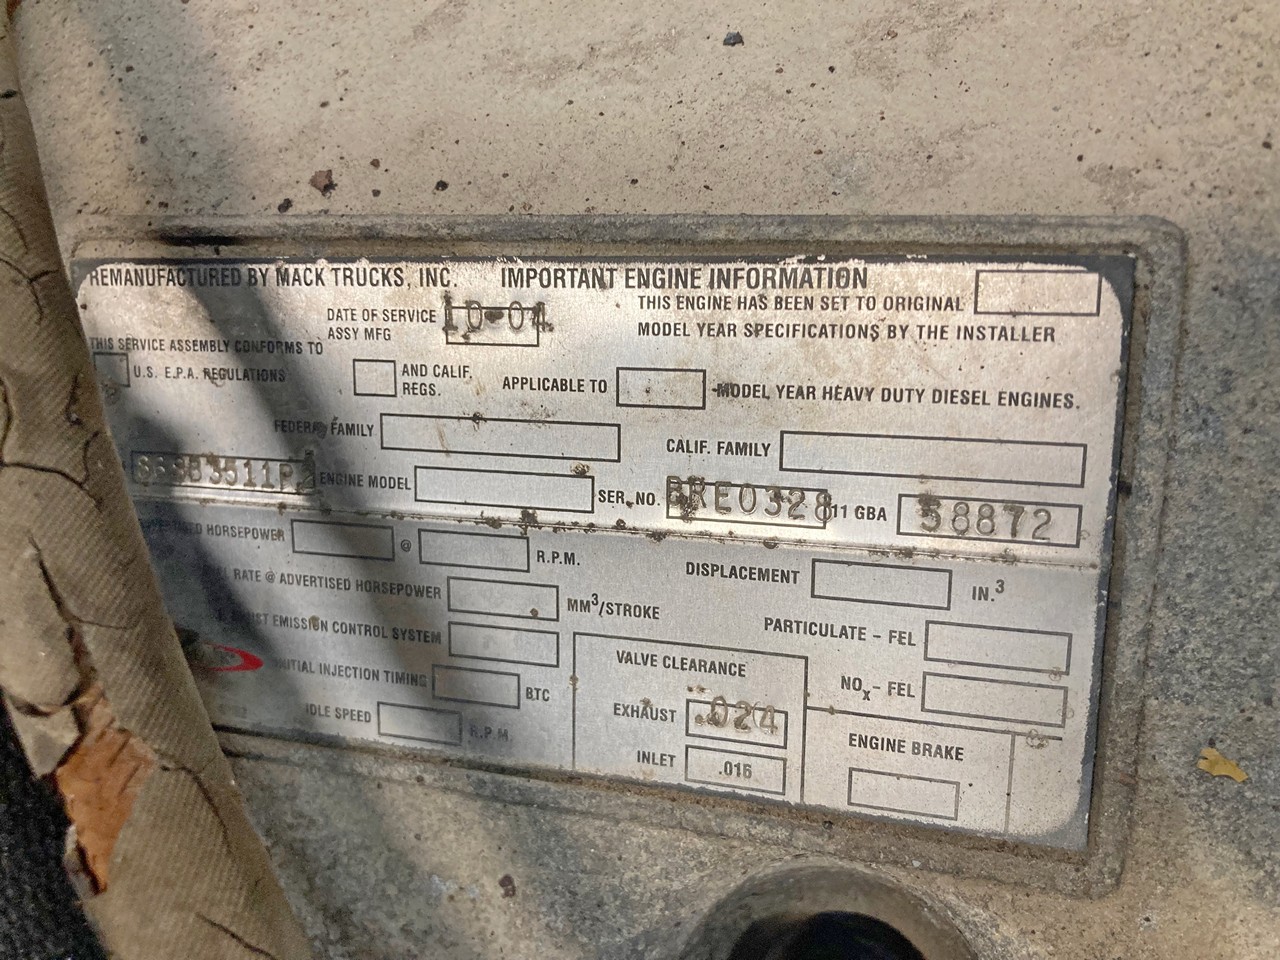 REMANUFACTURED BY MACK TRUCKS, INC. IMPORTANT ENGINE INFORMATION
DATE OF SERVICE ASSY MFG 10-04
THIS ENGINE HAS BEEN SET TO ORIGINAL
MODEL YEAR SPECIFICATIONS BY THE INSTALLER
THIS SERVICE ASSEMBLY CONFORMS TO
U.S. E.P.A. REGULATIONS AND CALIF. REGS. APPLICABLE TO -MODEL YEAR HEAVY DUTY DIESEL ENGINES.
FEDERAL FAMILY CALIF. FAMILY
ENGINE MODEL SER. NO. ERE0328 11 GBA 58872
HORSEPOWER @ R.P.M. DISPLACEMENT IN.3
RATE @ ADVERTISED HORSEPOWER MM3/STROKE
EMISSION CONTROL SYSTEM PARTICULATE - FEL
INITIAL INJECTION TIMING BTC VALVE CLEARANCE NOx - FEL
IDLE SPEED R.P.M. EXHAUST .024
ENGINE BRAKE
INLET .016